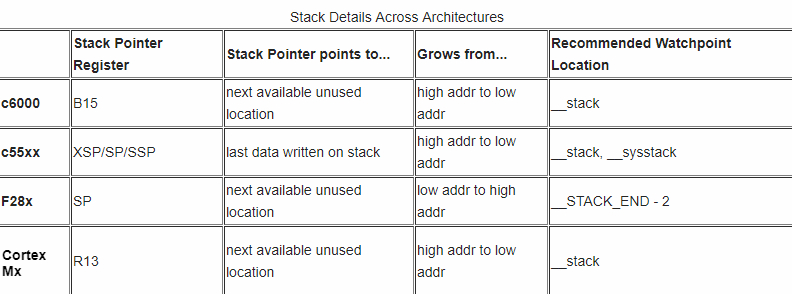 Stack Details Across Architectures
Stack Pointer
Register
Stack Pointer points to...
Grows from...
Recommended Watchpoint
Location
c6000
B15
next available unused
location
high addr to low
addr
__stack
c55xx
XSP/SP/SSP
last data written on stack
high addr to low
addr
__stack, __sysstack
F28x
SP
next available unused
location
low addr to high
addr
__STACK_END - 2
Cortex
Mx
R13
next available unused
location
high addr to low
addr
__stack